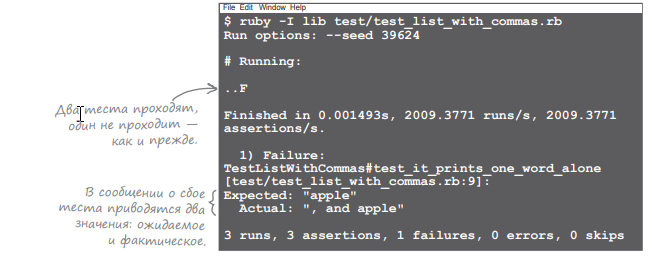 File Edit Window Help
$ ruby -I lib test/test_list_with_commas.rb
Run options: --seed 39624
# Running:
..F
Два теста проходят,
один не проходит —
как и прежде.
Finished in 0.001493s, 2009.3771 runs/s, 2009.3771
assertions/s.
1) Failure:
TestListWithCommas#test_it_prints_one_word_alone
[test/test_list_with_commas.rb:9]:
Expected: "apple"
Actual: ", and apple"
В сообщении о сбое
теста приводятся два
значения: ожидаемое
и фактическое.
3 runs, 3 assertions, 1 failures, 0 errors, 0 skips